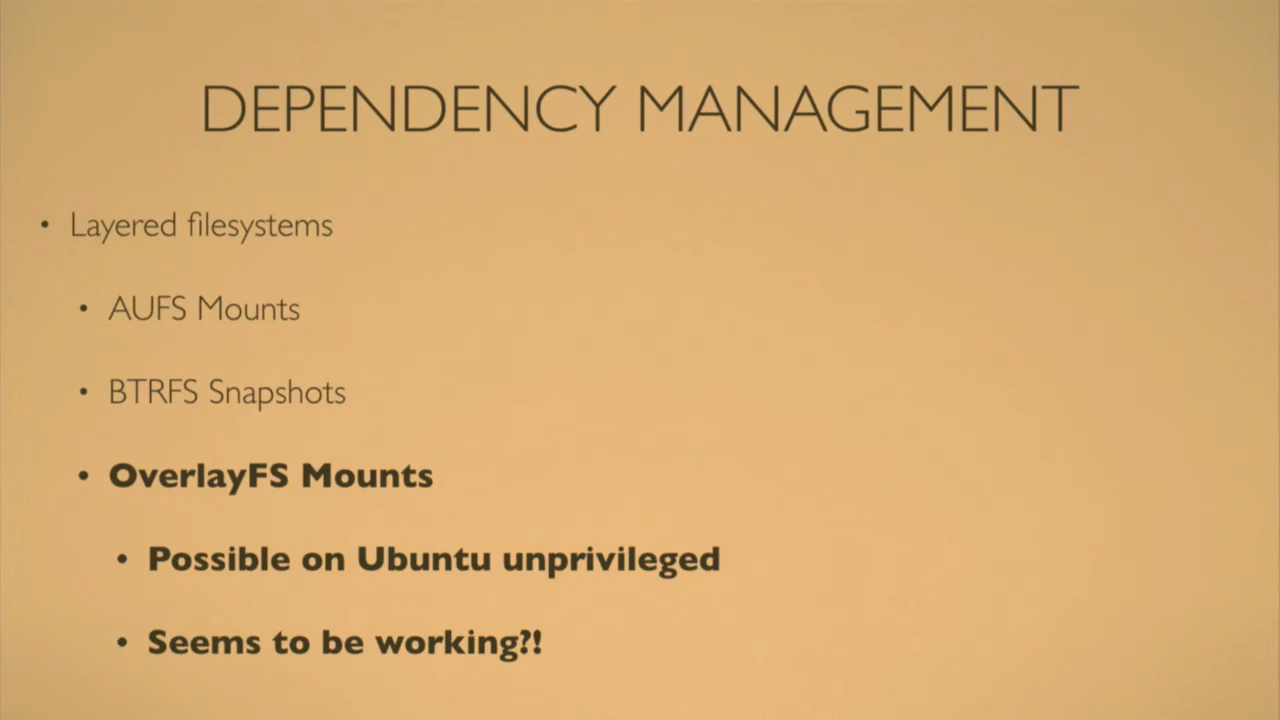 DEPENDENCY MANAGEMENT
• Layered filesystems
• AUFS Mounts
• BTRFS Snapshots
• OverlayFS Mounts
• Possible on Ubuntu unprivileged
• Seems to be working?!